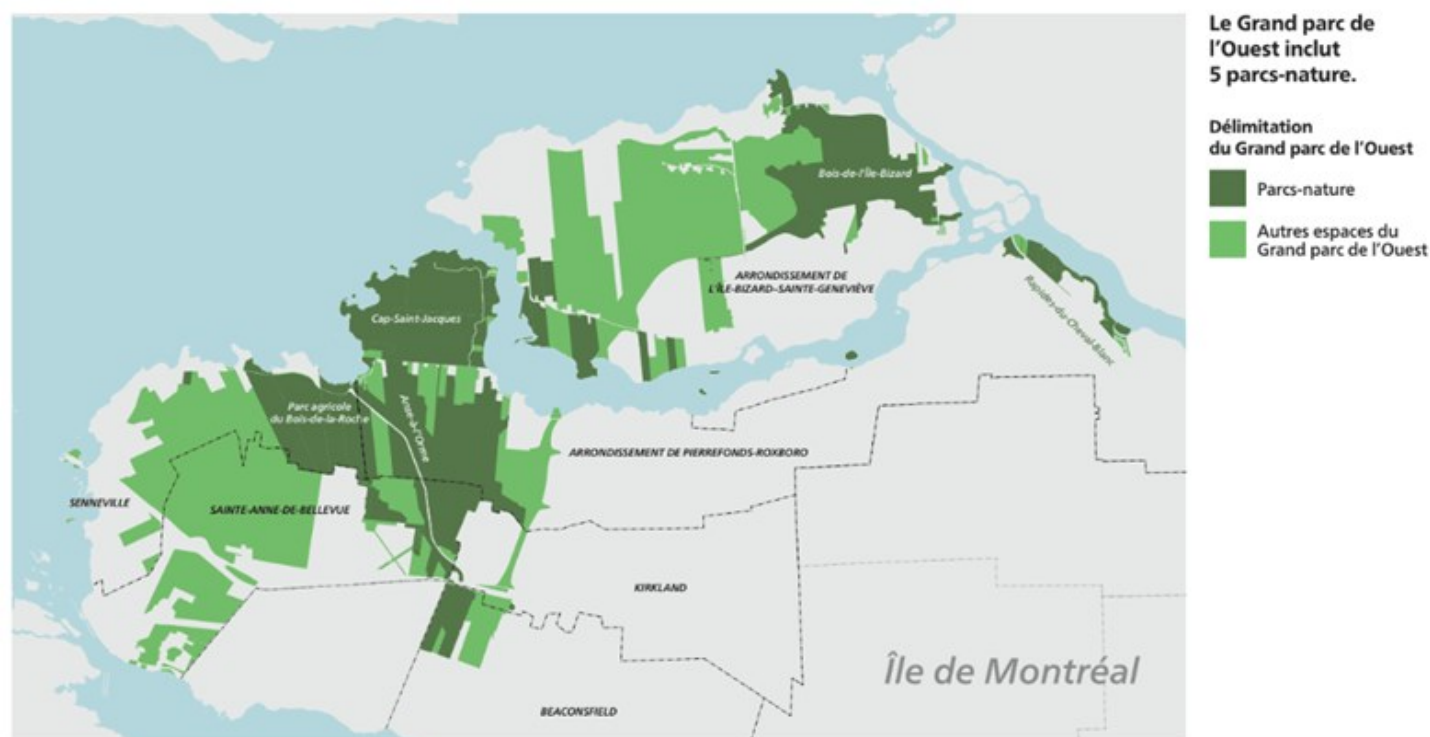 Le Grand parc de
l'Ouest inclut
5 parcs-nature.
Délimitation
du Grand parc de l'Ouest
Parcs-nature
Autres espaces du
Grand parc de l'Ouest
Bois-de-l'Île-Bizard
ARRONDISSEMENT DE
L'ÎLE-BIZARD–SAINTE-GENEVIÈVE
Rapides-du-Cheval-Blanc
Cap-Saint-Jacques
Parc agricole
du Bois-de-la-Roche
Anse-à-l'Orme
ARRONDISSEMENT DE PIERREFONDS-ROXBORO
SENNEVILLE
SAINTE-ANNE-DE-BELLEVUE
KIRKLAND
Île de Montréal
BEACONSFIELD